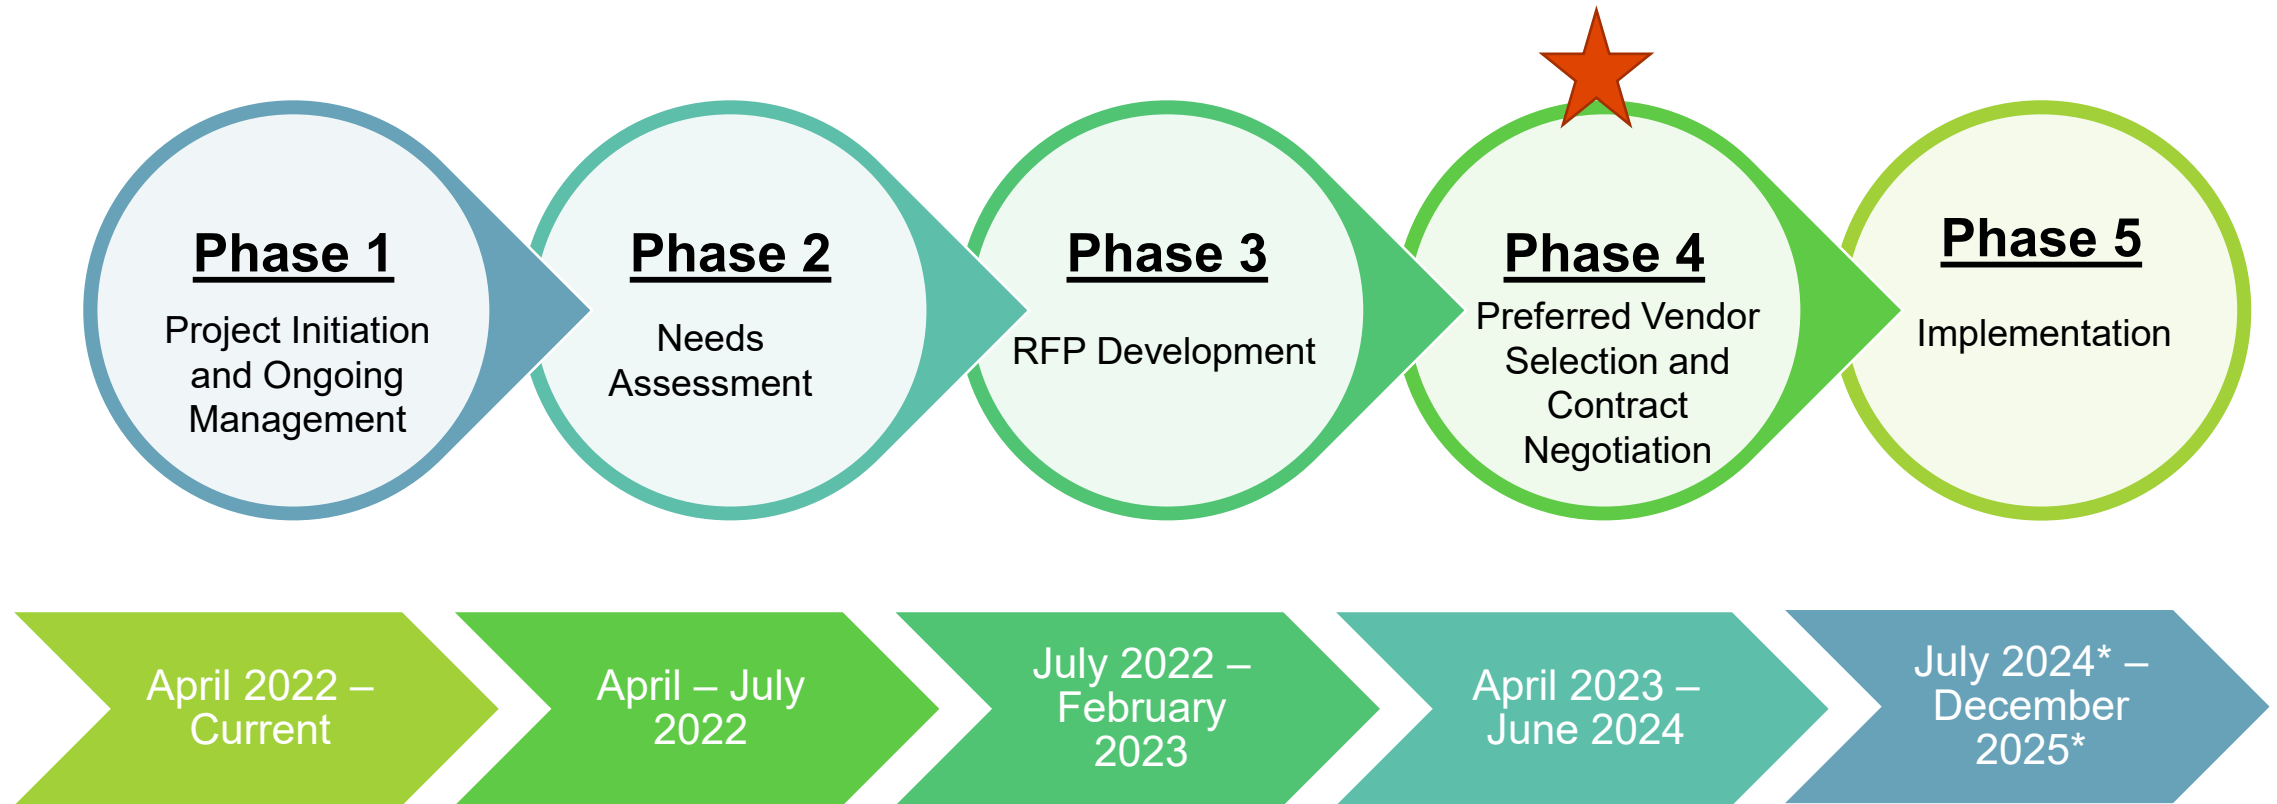 Phase 1
Project Initiation
and Ongoing
Management
Phase 2
Needs
Assessment
Phase 3
RFP Development
Phase 4
Preferred Vendor
Selection and
Contract
Negotiation
Phase 5
Implementation
April 2022 –
Current
April – July
2022
July 2022 –
February
2023
April 2023 –
June 2024
July 2024* –
December
2025*